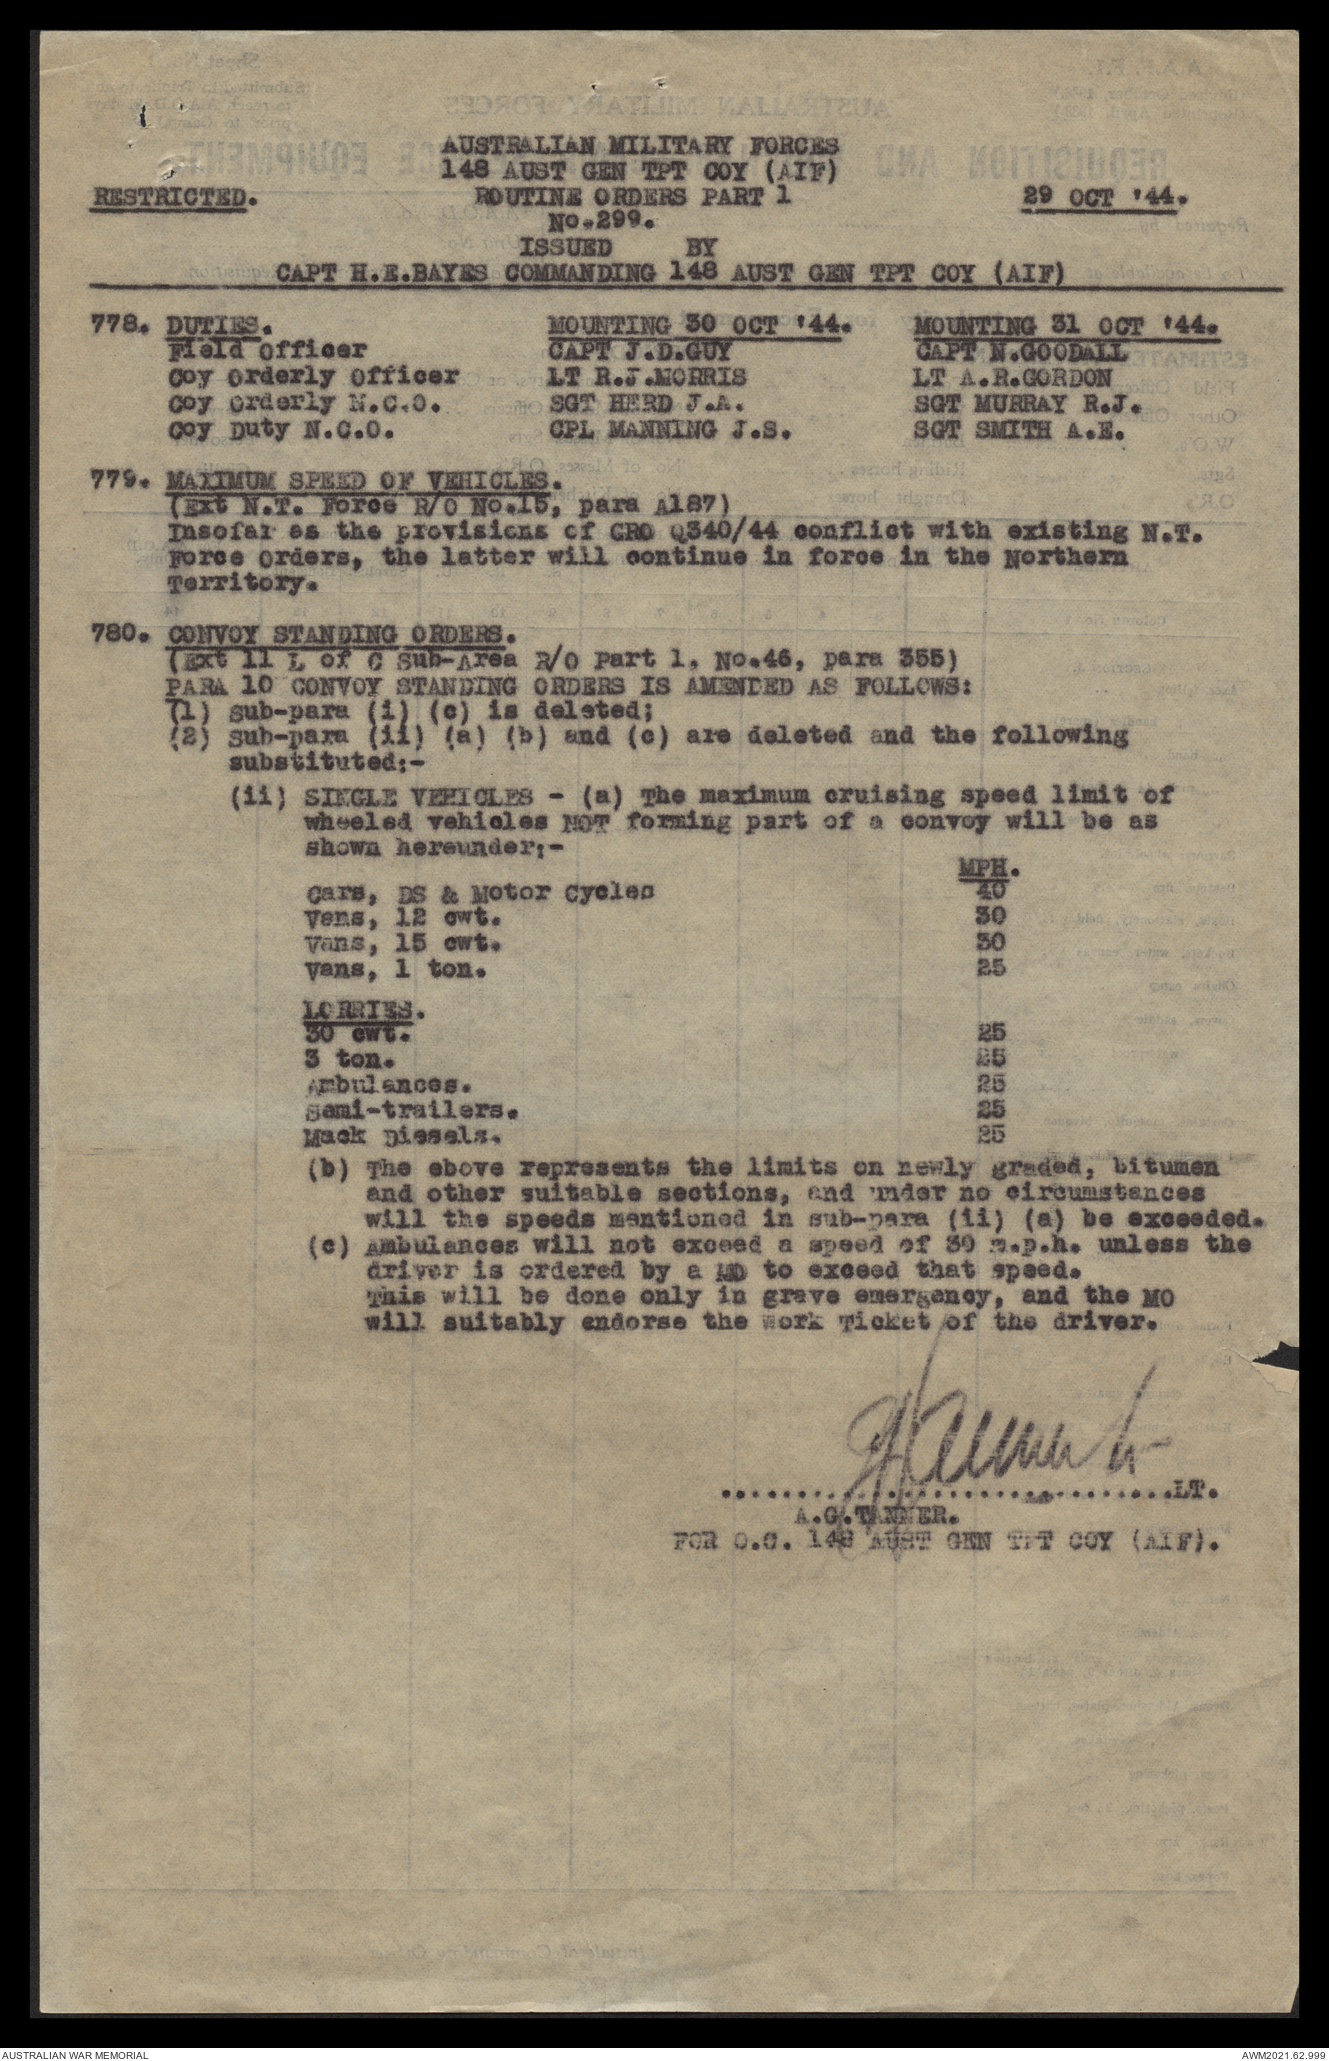 AUSTRALIAN MILITARY FORCES
148 AUST GEN TPT COY (AIF)
RESTRICTED. ROUTINE ORDERS PART 1 29 OCT '44.
No.299.
ISSUED BY
CAPT H.E.BAYES COMMANDING 148 AUST GEN TPT COY (AIF)
778. DUTIES. MOUNTING 30 OCT '44. MOUNTING 31 OCT '44.
Field Officer CAPT J.D.GUY CAPT N.GOODALL
Coy Orderly Officer LT R.J.MORRIS LT A.R.GORDON
Coy Orderly N.C.O. SGT HERD J.A. SGT MURRAY R.J.
Coy Duty N.C.O. CPL MANNING J.S. SGT SMITH A.E.
779. MAXIMUM SPEED OF VEHICLES.
(Ext N.T. Force R/O No.15, para A187)
Insofar as the provisions of GRO Q340/44 conflict with existing N.T.
Force Orders, the latter will continue in force in the Northern
Territory.
780. CONVOY STANDING ORDERS.
(Ext 11 L of C Sub-Area R/O Part 1, No.46, para 355)
PARA 10 CONVOY STANDING ORDERS IS AMENDED AS FOLLOWS:
(1) Sub-para (i) (c) is deleted;
(2) Sub-para (ii) (a) (b) and (c) are deleted and the following
substituted:-
(ii) SINGLE VEHICLES - (a) The maximum cruising speed limit of
wheeled vehicles NOT forming part of a convoy will be as
shown hereunder:-
MPH.
Cars, DS & Motor Cycles 40
Vans, 12 cwt. 30
Vans, 15 cwt. 30
Vans, 1 ton. 25
LORRIES.
30 cwt. 25
3 ton. 25
Ambulances. 25
Semi-trailers. 25
Mack Diesels. 25
(b) The above represents the limits on newly graded, bitumen
and other suitable sections, and under no circumstances
will the speeds mentioned in sub-para (ii) (a) be exceeded.
(c) Ambulances will not exceed a speed of 30 m.p.h. unless the
driver is ordered by a MO to exceed that speed.
This will be done only in grave emergency, and the MO
will suitably endorse the Work Ticket of the driver.
LT.
A.G.TANNER.
FOR O.C. 148 AUST GEN TPT COY (AIF).
AUSTRALIAN WAR MEMORIAL AWM2021.62.999